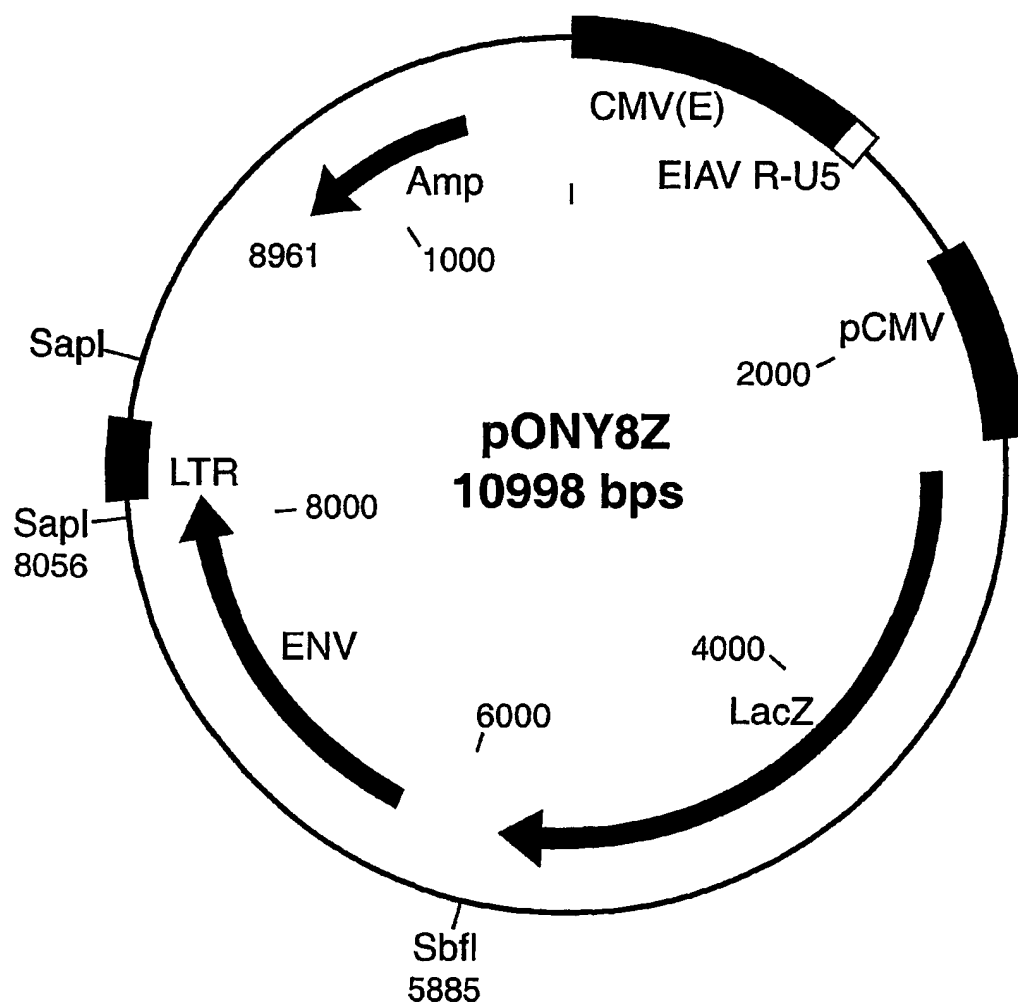 CMV(E)
EIAV R-U5
Amp
8961
1000
SapI
pCMV
2000
pONY8Z
10998 bps
LTR
8000
SapI
8056
ENV
4000
LacZ
6000
SbfI
5885